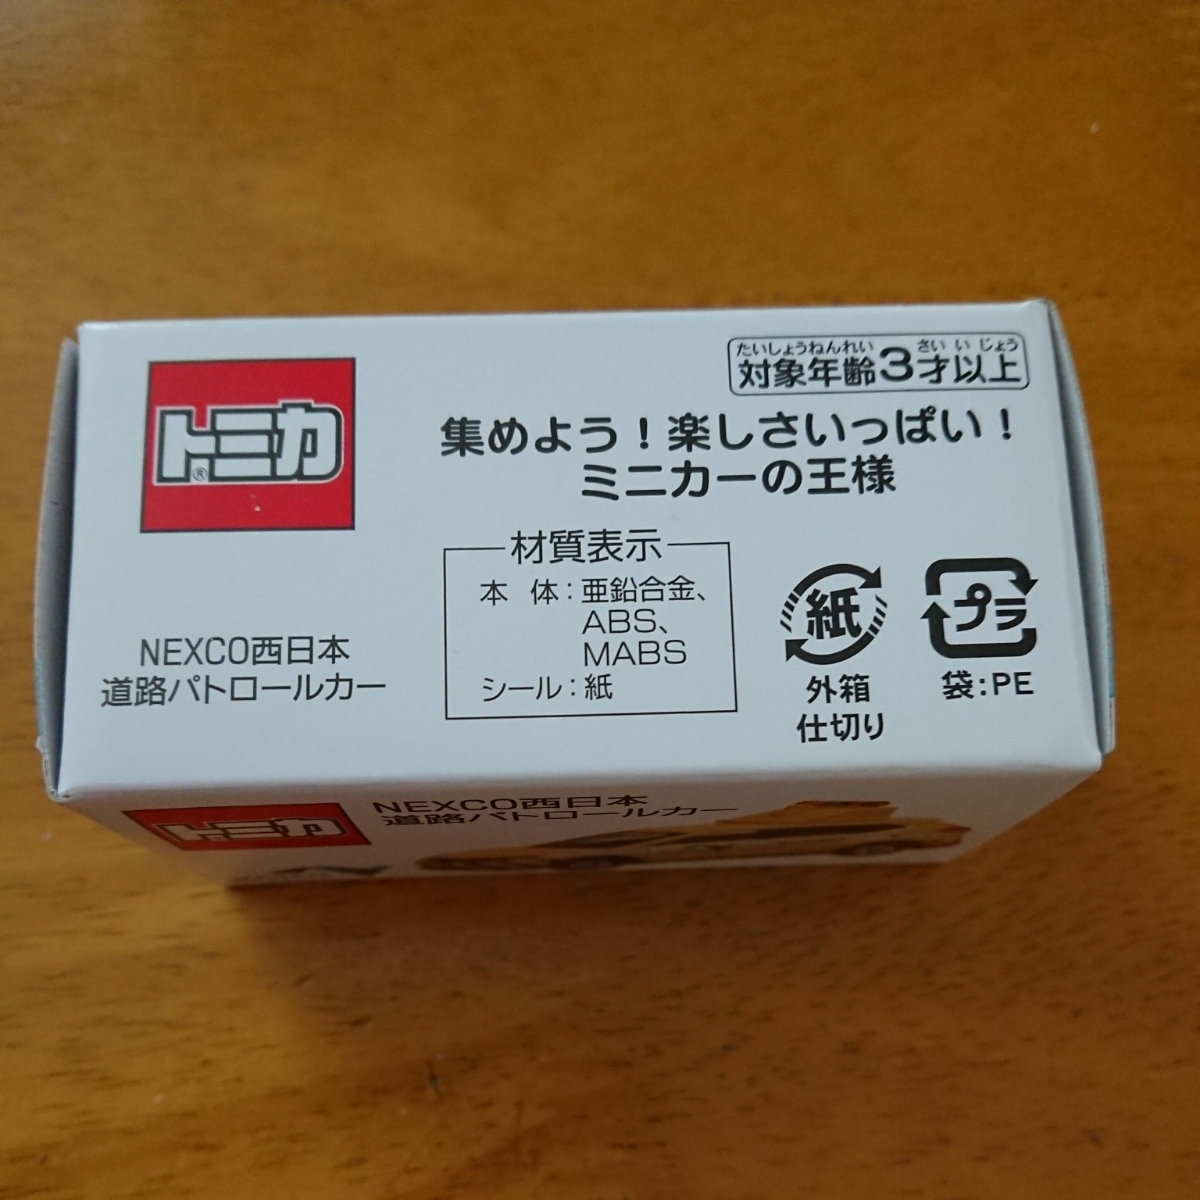 トミカ®
たいしょうねんれい さい い じょう
対象年齢3才以上
集めよう！楽しさいっぱい！
ミニカーの王様
材質表示
本 体：亜鉛合金、
ABS、
MABS
シール：紙
NEXCO西日本
道路パトロールカー
紙
外箱
仕切り
プラ
袋：PE
トミカ
NEXCO西日本
道路パトロールカー